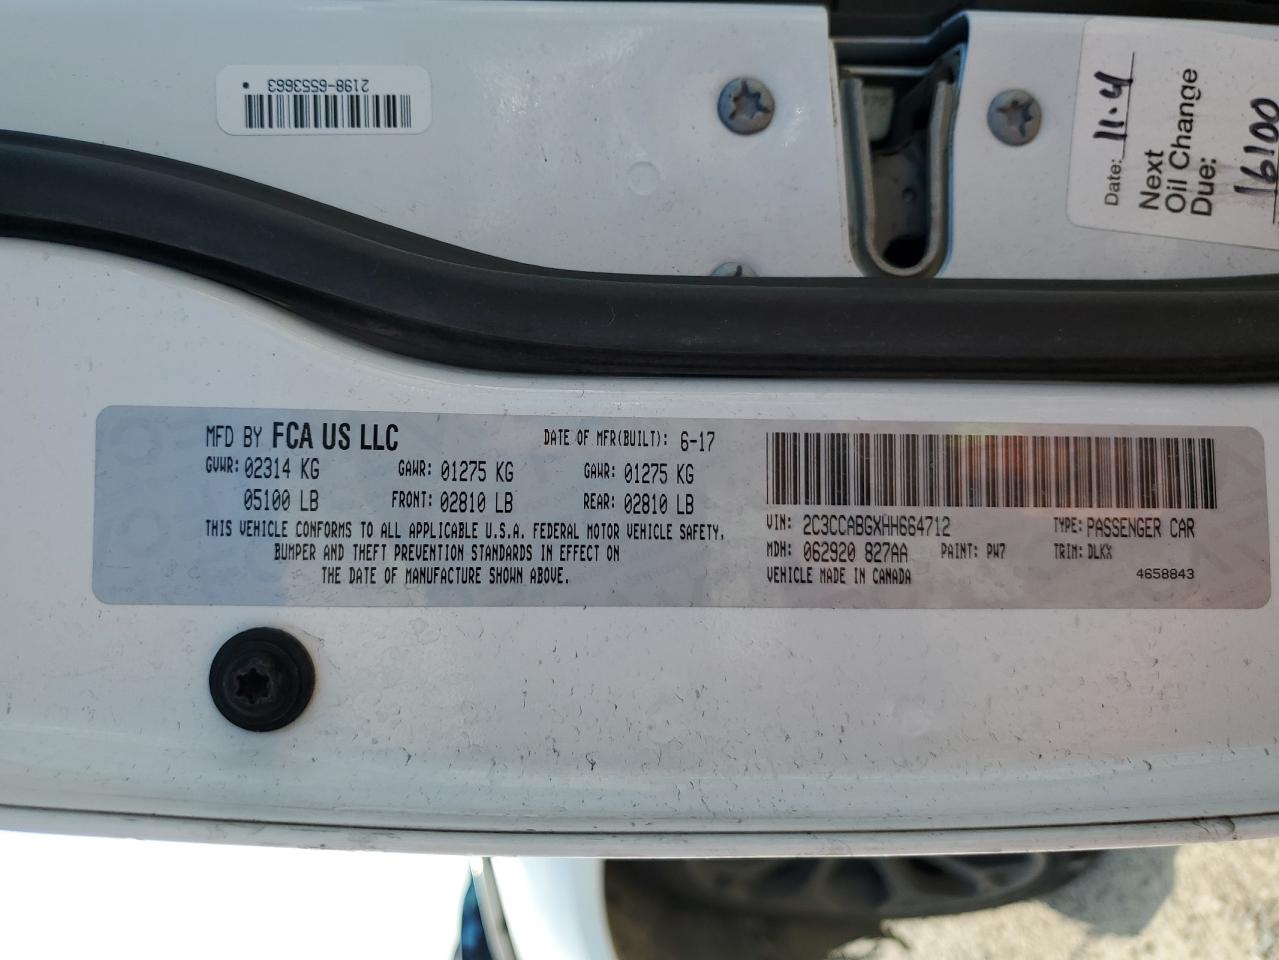 2198-6553663
Date: 11.4
Next
Oil Change
Due: 16100
MFD BY FCA US LLC DATE OF MFR(BUILT): 6-17
GVWR: 02314 KG GAWR: 01275 KG GAWR: 01275 KG
05100 LB FRONT: 02810 LB REAR: 02810 LB
THIS VEHICLE CONFORMS TO ALL APPLICABLE U.S.A. FEDERAL MOTOR VEHICLE SAFETY,
BUMPER AND THEFT PREVENTION STANDARDS IN EFFECT ON
THE DATE OF MANUFACTURE SHOWN ABOVE.
VIN: 2C3CCABGXHH664712 TYPE: PASSENGER CAR
MDH: 062920 827AA PAINT: PW7 TRIM: DLKX
VEHICLE MADE IN CANADA 4658843